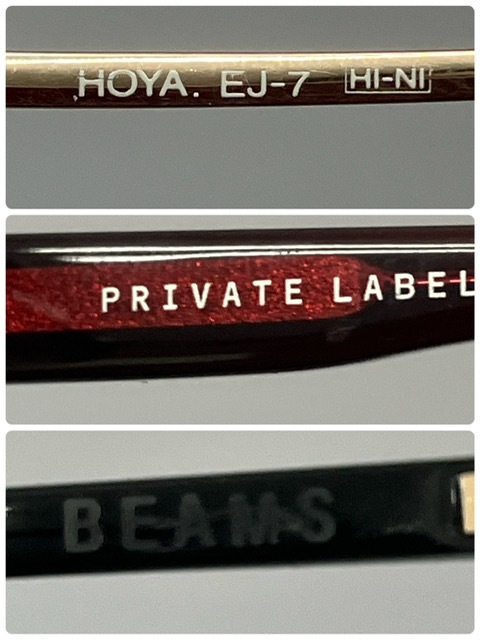 HOYA. EJ-7 HI-NI
PRIVATE LABEL
BEAMS